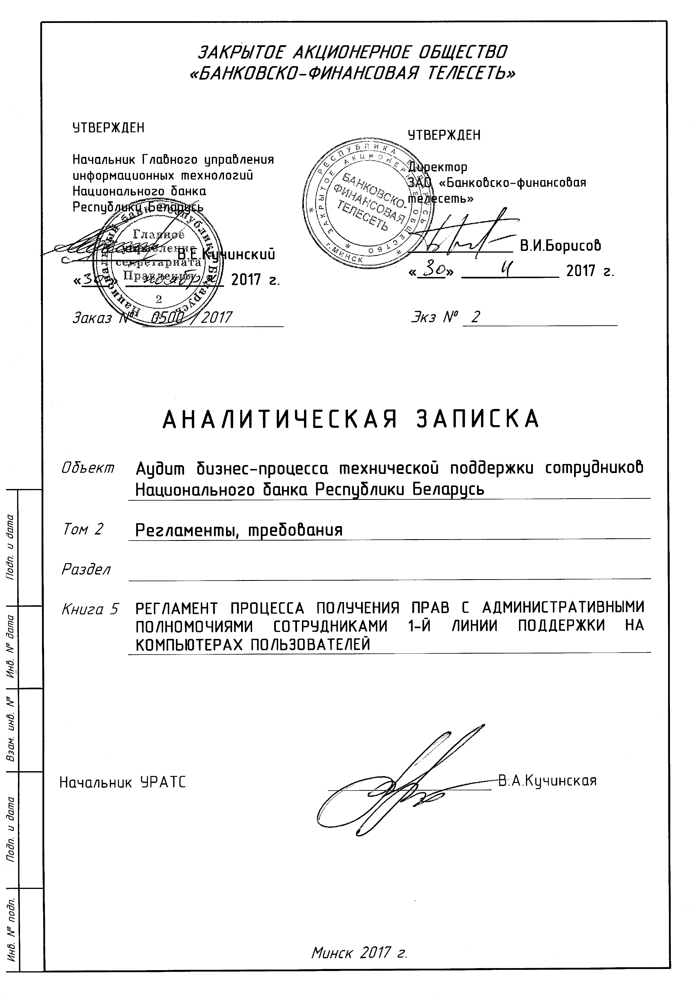 ЗАКРЫТОЕ АКЦИОНЕРНОЕ ОБЩЕСТВО
«БАНКОВСКО-ФИНАНСОВАЯ ТЕЛЕСЕТЬ»
УТВЕРЖДЕН
Начальник Главного управления
информационных технологий
Национального банка
Республики Беларусь
В.Е.Кучинский
«30» ноября 2017 г.
Заказ № 0500 / 2017
Национальный банк Республики Беларусь
Главное
управление
секретариата
Правления
2
УТВЕРЖДЕН
Директор
ЗАО «Банковско-финансовая
телесеть»
В.И.Борисов
«30» 2017 г.
Экз № 2
РЕСПУБЛИКА БЕЛАРУСЬ * г. МИНСК *
ЗАКРЫТОЕ АКЦИОНЕРНОЕ ОБЩЕСТВО *
БАНКОВСКО-
ФИНАНСОВАЯ
ТЕЛЕСЕТЬ
АНАЛИТИЧЕСКАЯ ЗАПИСКА
Объект Аудит бизнес-процесса технической поддержки сотрудников
Национального банка Республики Беларусь
Том 2 Регламенты, требования
Раздел
Книга 5 РЕГЛАМЕНТ ПРОЦЕССА ПОЛУЧЕНИЯ ПРАВ С АДМИНИСТРАТИВНЫМИ
ПОЛНОМОЧИЯМИ СОТРУДНИКАМИ 1-Й ЛИНИИ ПОДДЕРЖКИ НА
КОМПЬЮТЕРАХ ПОЛЬЗОВАТЕЛЕЙ
Начальник УРАТС В.А.Кучинская
Подп. и дата
Инв. № дата
Взам. инв. №
Подп. и дата
Инв. № подп.
Минск 2017 г.